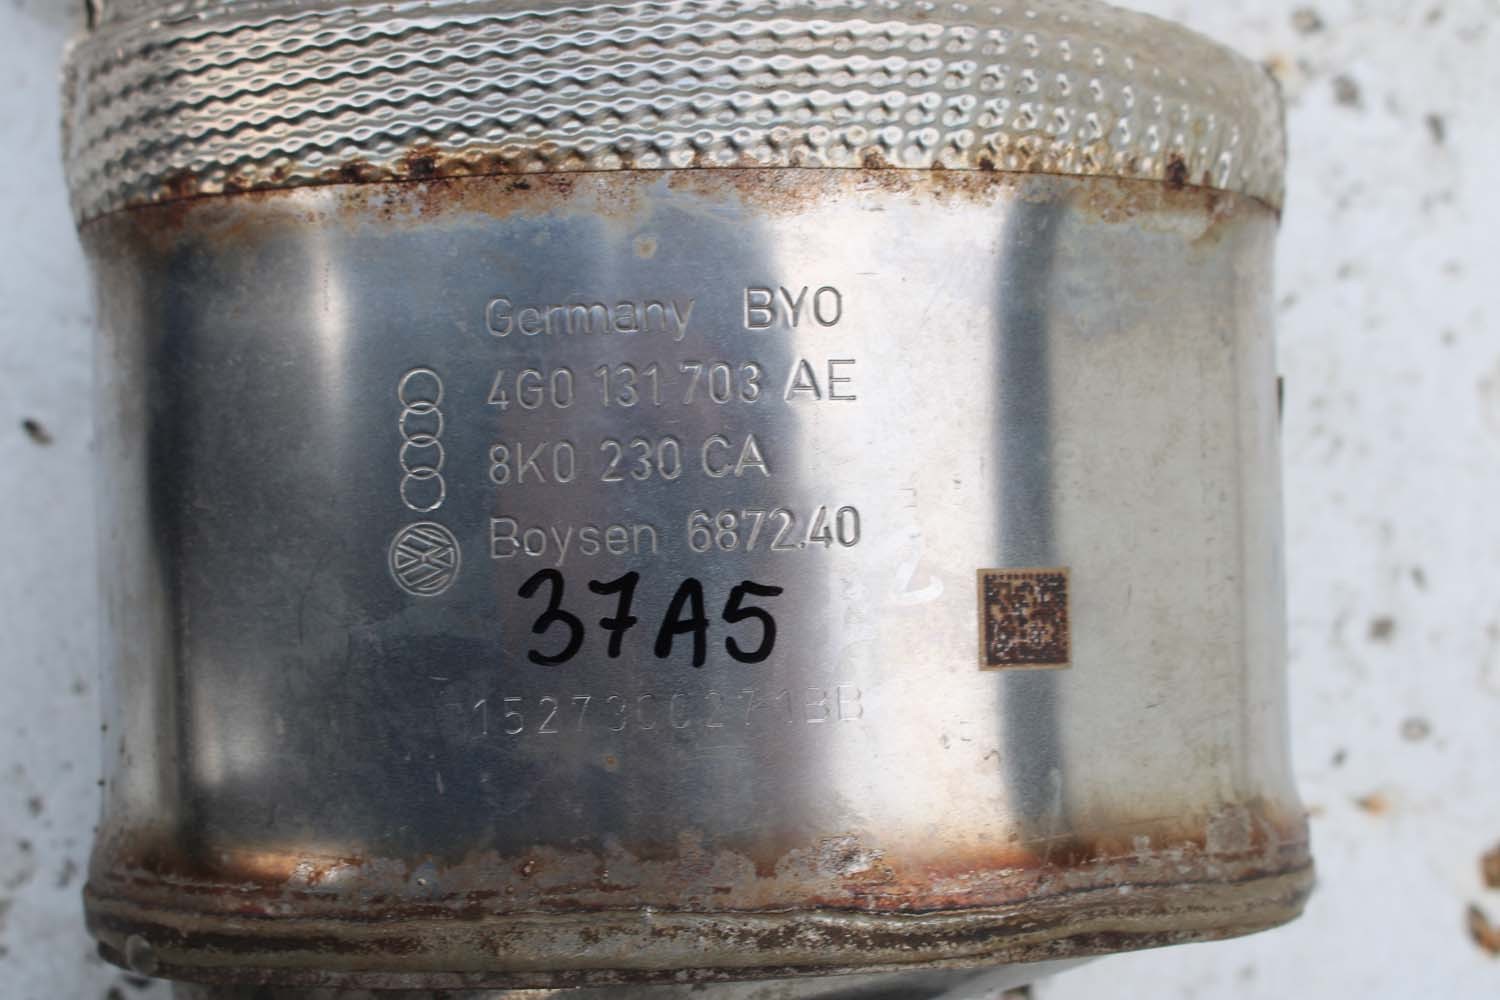 Germany BYO
4G0 131 703 AE
8K0 230 CA
Boysen 6872.40
37A5